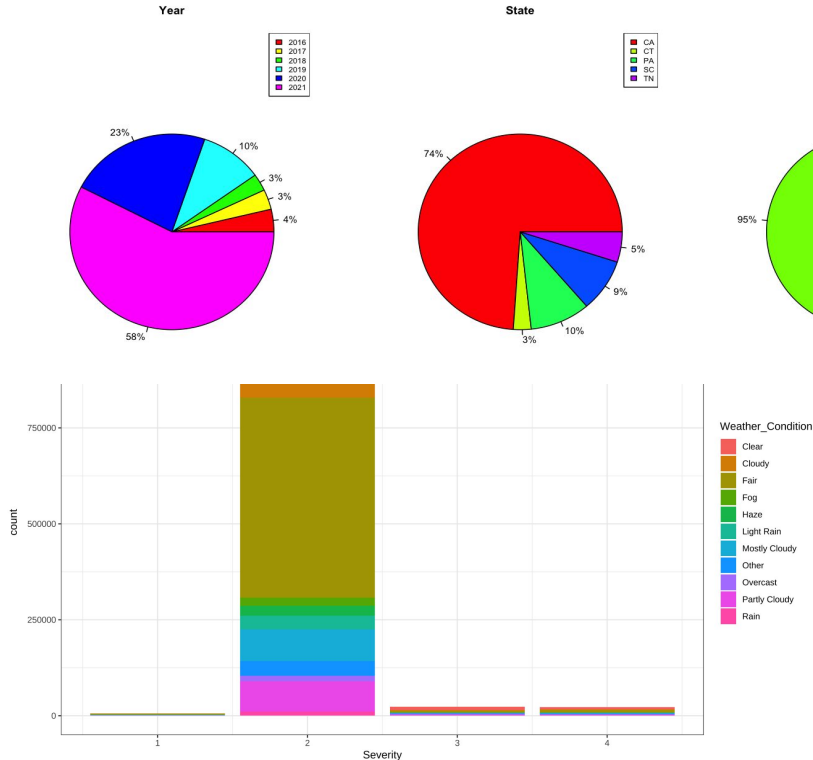 Year
2016
2017
2018
2019
2020
2021
23%
10%
3%
3%
4%
58%
State
CA
CT
PA
SC
TN
74%
5%
9%
10%
3%
95%
750000
500000
250000
0
count
1
2
3
4
Severity
Weather_Condition
Clear
Cloudy
Fair
Fog
Haze
Light Rain
Mostly Cloudy
Other
Overcast
Partly Cloudy
Rain